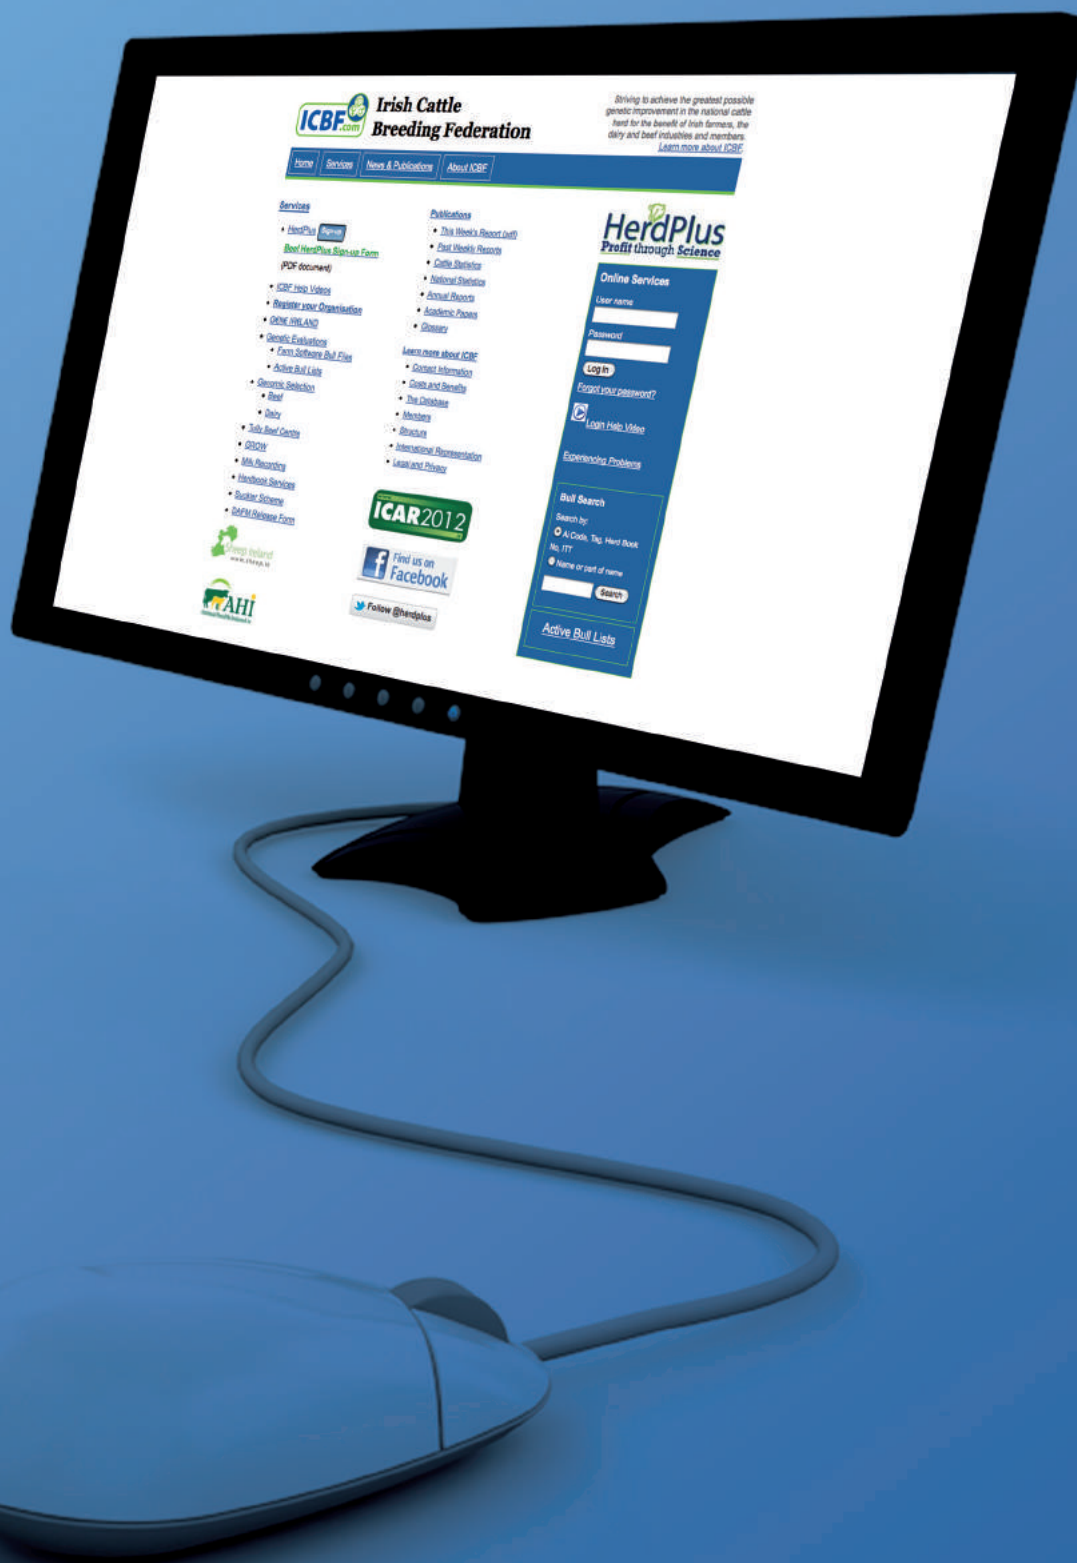 ICBF.com
Irish Cattle
Breeding Federation
Striving to achieve the greatest possible
genetic improvement in the national cattle
herd for the benefit of Irish farmers, the
dairy and beef industries and members.
Learn more about ICBF.
Home
Services
News & Publications
About ICBF
Services
HerdPlus Sign-up
Beef HerdPlus Sign-up Form
(PDF document)
ICBF Help Videos
Register your Organisation
GENE IRELAND
Genetic Evaluations
Farm Software Bull Files
Active Bull Lists
Genomic Selection
Beef
Dairy
Tully Beef Centre
GROW
Milk Recording
Herdbook Services
Suckler Scheme
DAFM Release Form
Sheep Ireland
www.sheep.ie
AHI
Publications
This Week's Report (pdf)
Past Weekly Reports
Cattle Statistics
National Statistics
Annual Reports
Academic Papers
Glossary
Learn more about ICBF
Contact Information
Costs and Benefits
The Database
Members
Structure
International Representation
Legal and Privacy
ICAR2012
Find us on
Facebook
Follow @herdplus
HerdPlus
Profit through Science
Online Services
User name
Password
Log In
Forgot your password?
Login Help Video
Experiencing Problems
Bull Search
Search by:
Ai Code, Tag, Herd Book
No, ITT
Name or part of name
Search
Active Bull Lists